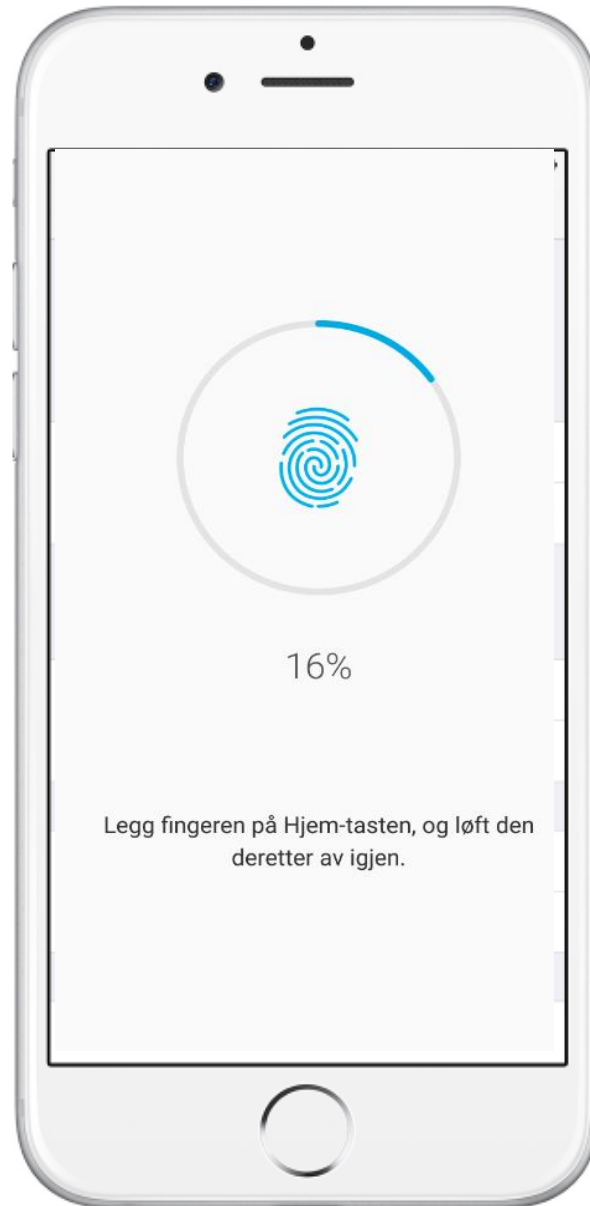 16%
Legg fingeren på Hjem-tasten, og løft den
deretter av igjen.